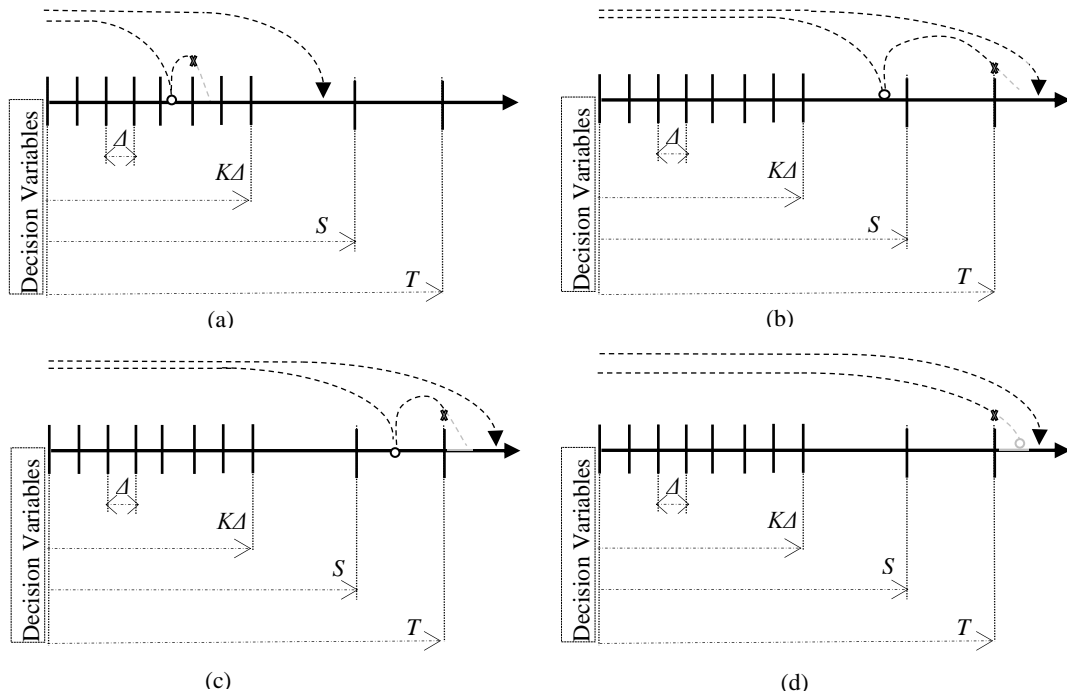 Decision Variables
Δ
KΔ
S
T
(a)
Decision Variables
Δ
KΔ
S
T
(b)
Decision Variables
Δ
KΔ
S
T
(c)
Decision Variables
Δ
KΔ
S
T
(d)